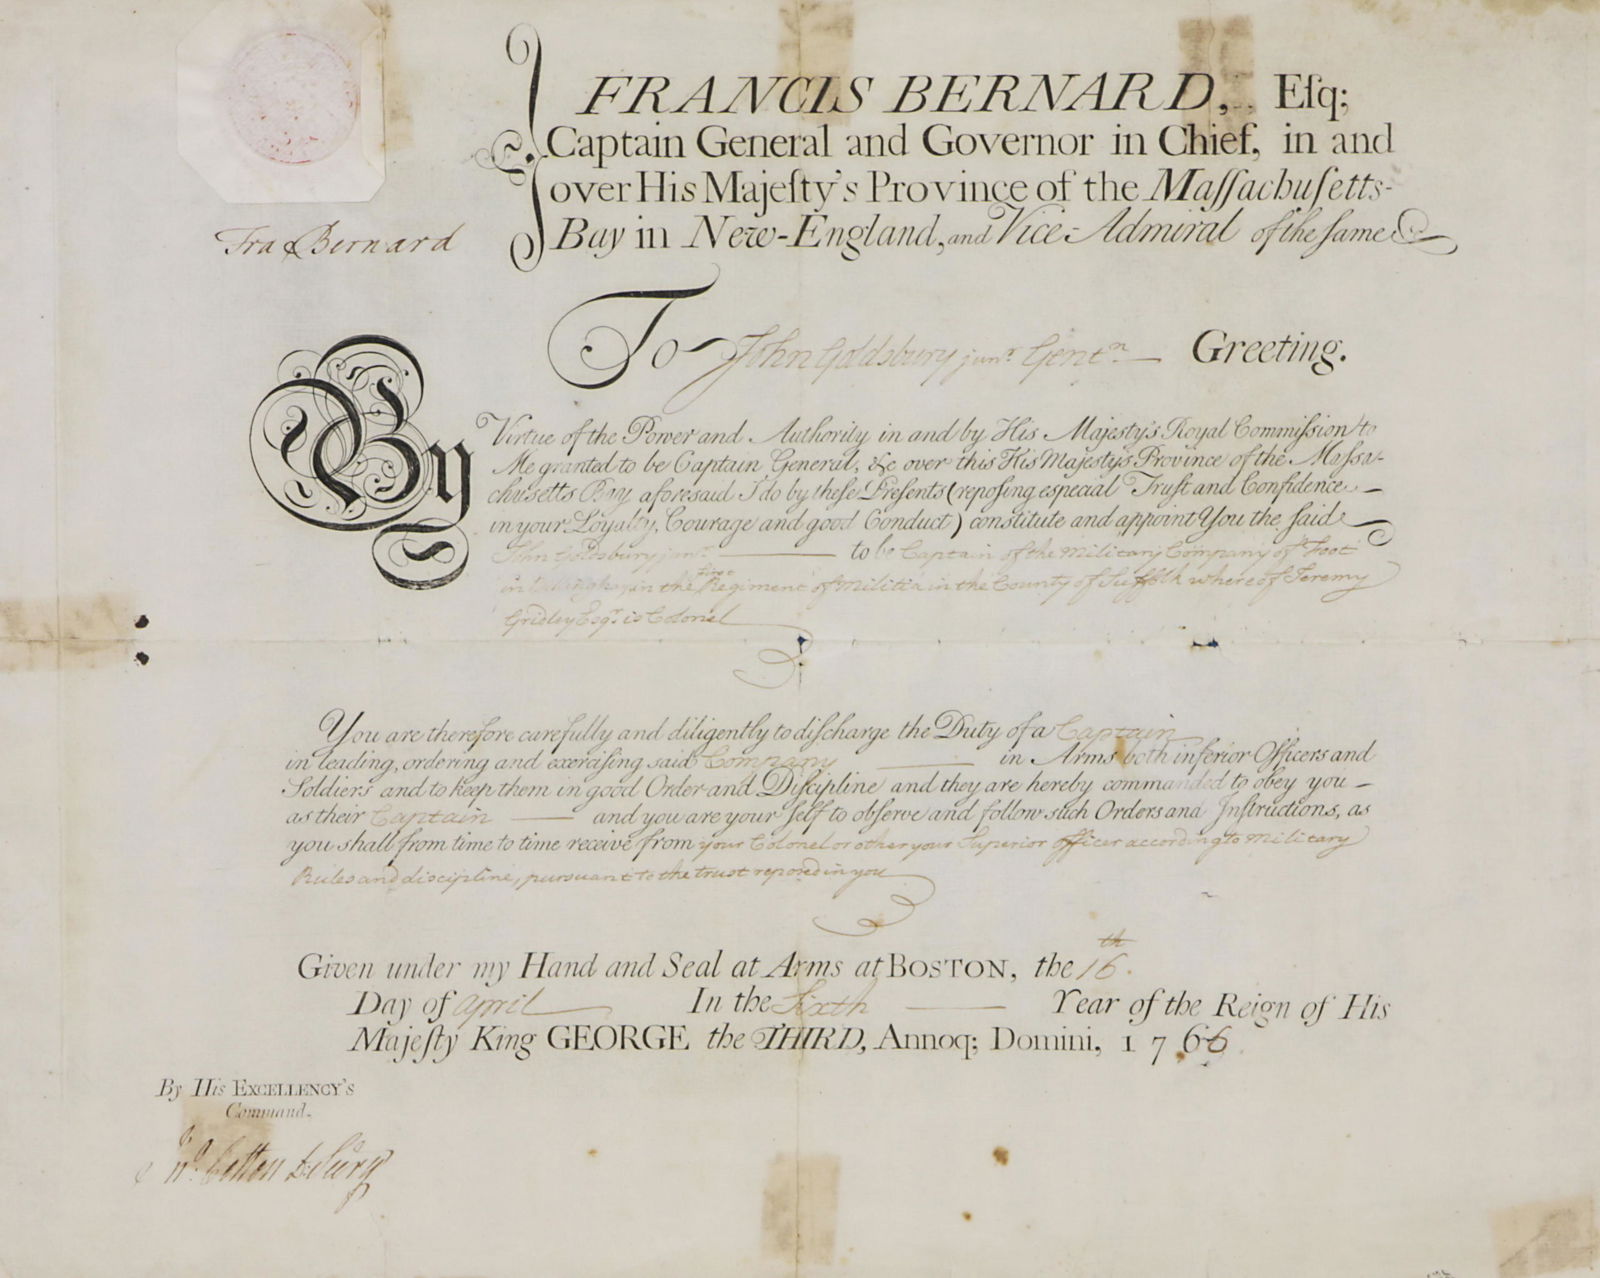 FRANCIS BERNARD, Eſq;
Captain General and Governor in Chief, in and
over His Majeſty's Province of the Maſſachuſetts-
Bay in New-England, and Vice-Admiral of the ſame
Fra Bernard
To John Goldsbury junr. Gentn. Greeting.
By Virtue of the Power and Authority in and by His Majesty's Royal Commiſſion to
Me granted to be Captain General, &c over this His Majesty's Province of the Massa-
chusetts Bay aforesaid I do by theſe Preſents (repoſing especial Truſt and Confidence
in your Loyalty, Courage and good Conduct) constitute and appoint You the ſaid
John Goldsbury junr. to be Captain of the Military Company of Foot
in the first Regiment of Militia in the County of Suffolk whereof Jeremy
Gridley Esqr. is Colonel
You are therefore carefully and diligently to diſcharge the Duty of a Captain
in leading, ordering and exerciſing said Company in Arms both inferior Officers and
Soldiers and to keep them in good Order and Diſcipline and they are hereby commanded to obey you
as their Captain and you are your ſelf to obſerve and follow such Orders and Inſtructions, as
you shall from time to time receive from your Colonel or other your Superior officer according to military
Rules and discipline, pursuant to the trust reposed in you
Given under my Hand and Seal at Arms at BOSTON, the 16th.
Day of april In the Sixth Year of the Reign of His
Majeſty King GEORGE the THIRD, Annoq; Domini, 1766
By His EXCELLENCY'S
Command.
Jno. Cotton D. Secry